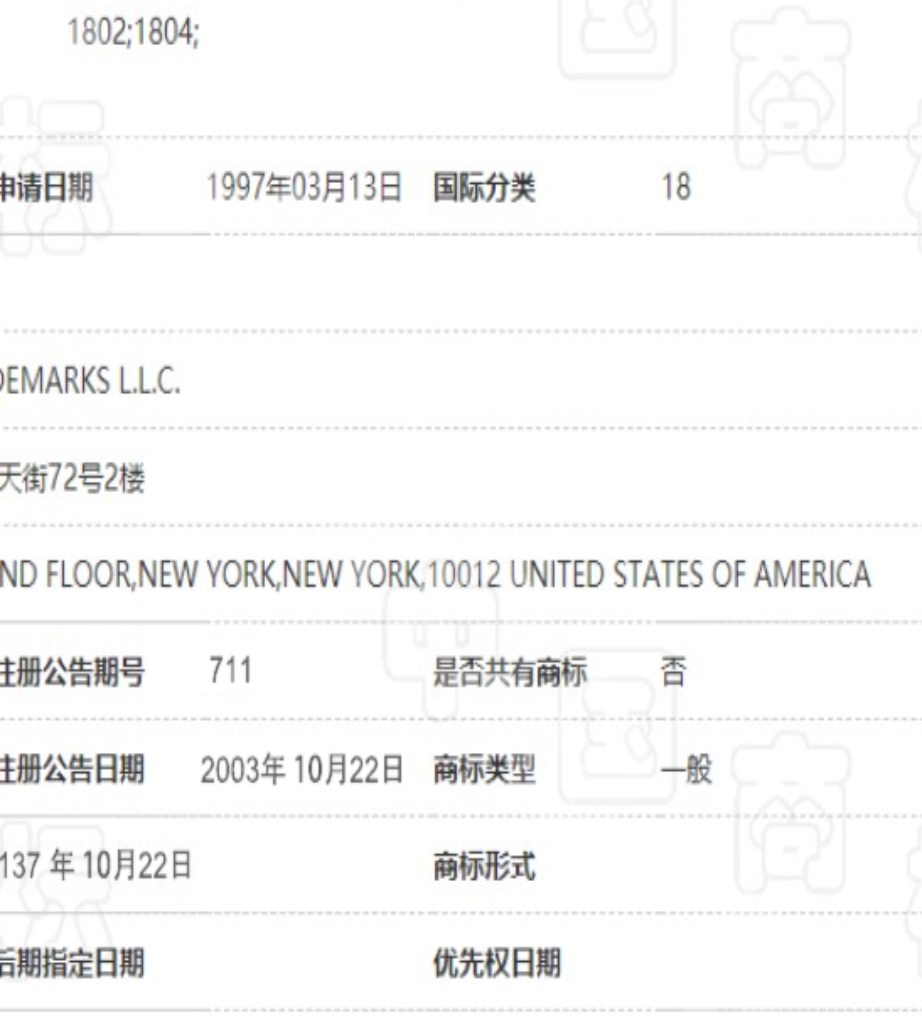 1802;1804;
申请日期 1997年03月13日 国际分类 18
DEMARKS L.L.C.
天街72号2楼
ND FLOOR,NEW YORK,NEW YORK,10012 UNITED STATES OF AMERICA
注册公告期号 711 是否共有商标 否
注册公告日期 2003年 10月22日 商标类型 一般
137 年 10月22日 商标形式
后期指定日期 优先权日期